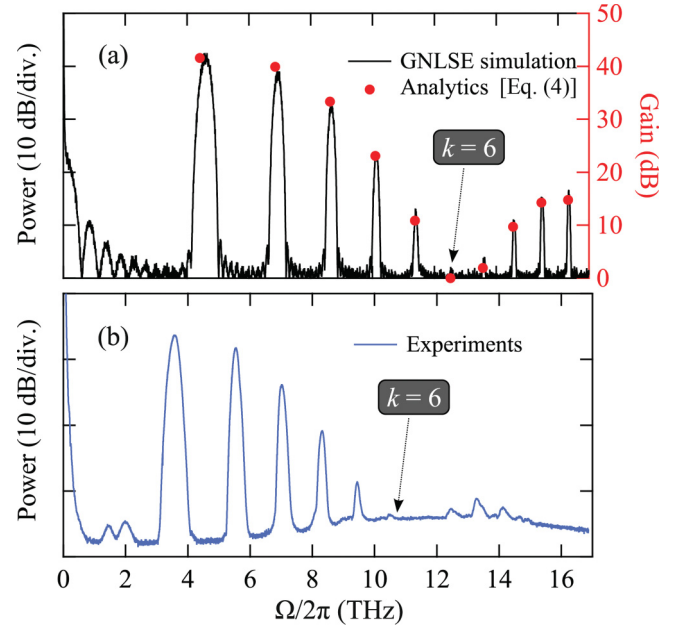 50
(a)
GNLSE simulation
Analytics [Eq. (4)]
40
k = 6
30
20
10
0
Power (10 dB/div.)
Gain (dB)
(b)
Experiments
k = 6
Power (10 dB/div.)
0 2 4 6 8 10 12 14 16
Ω/2π (THz)